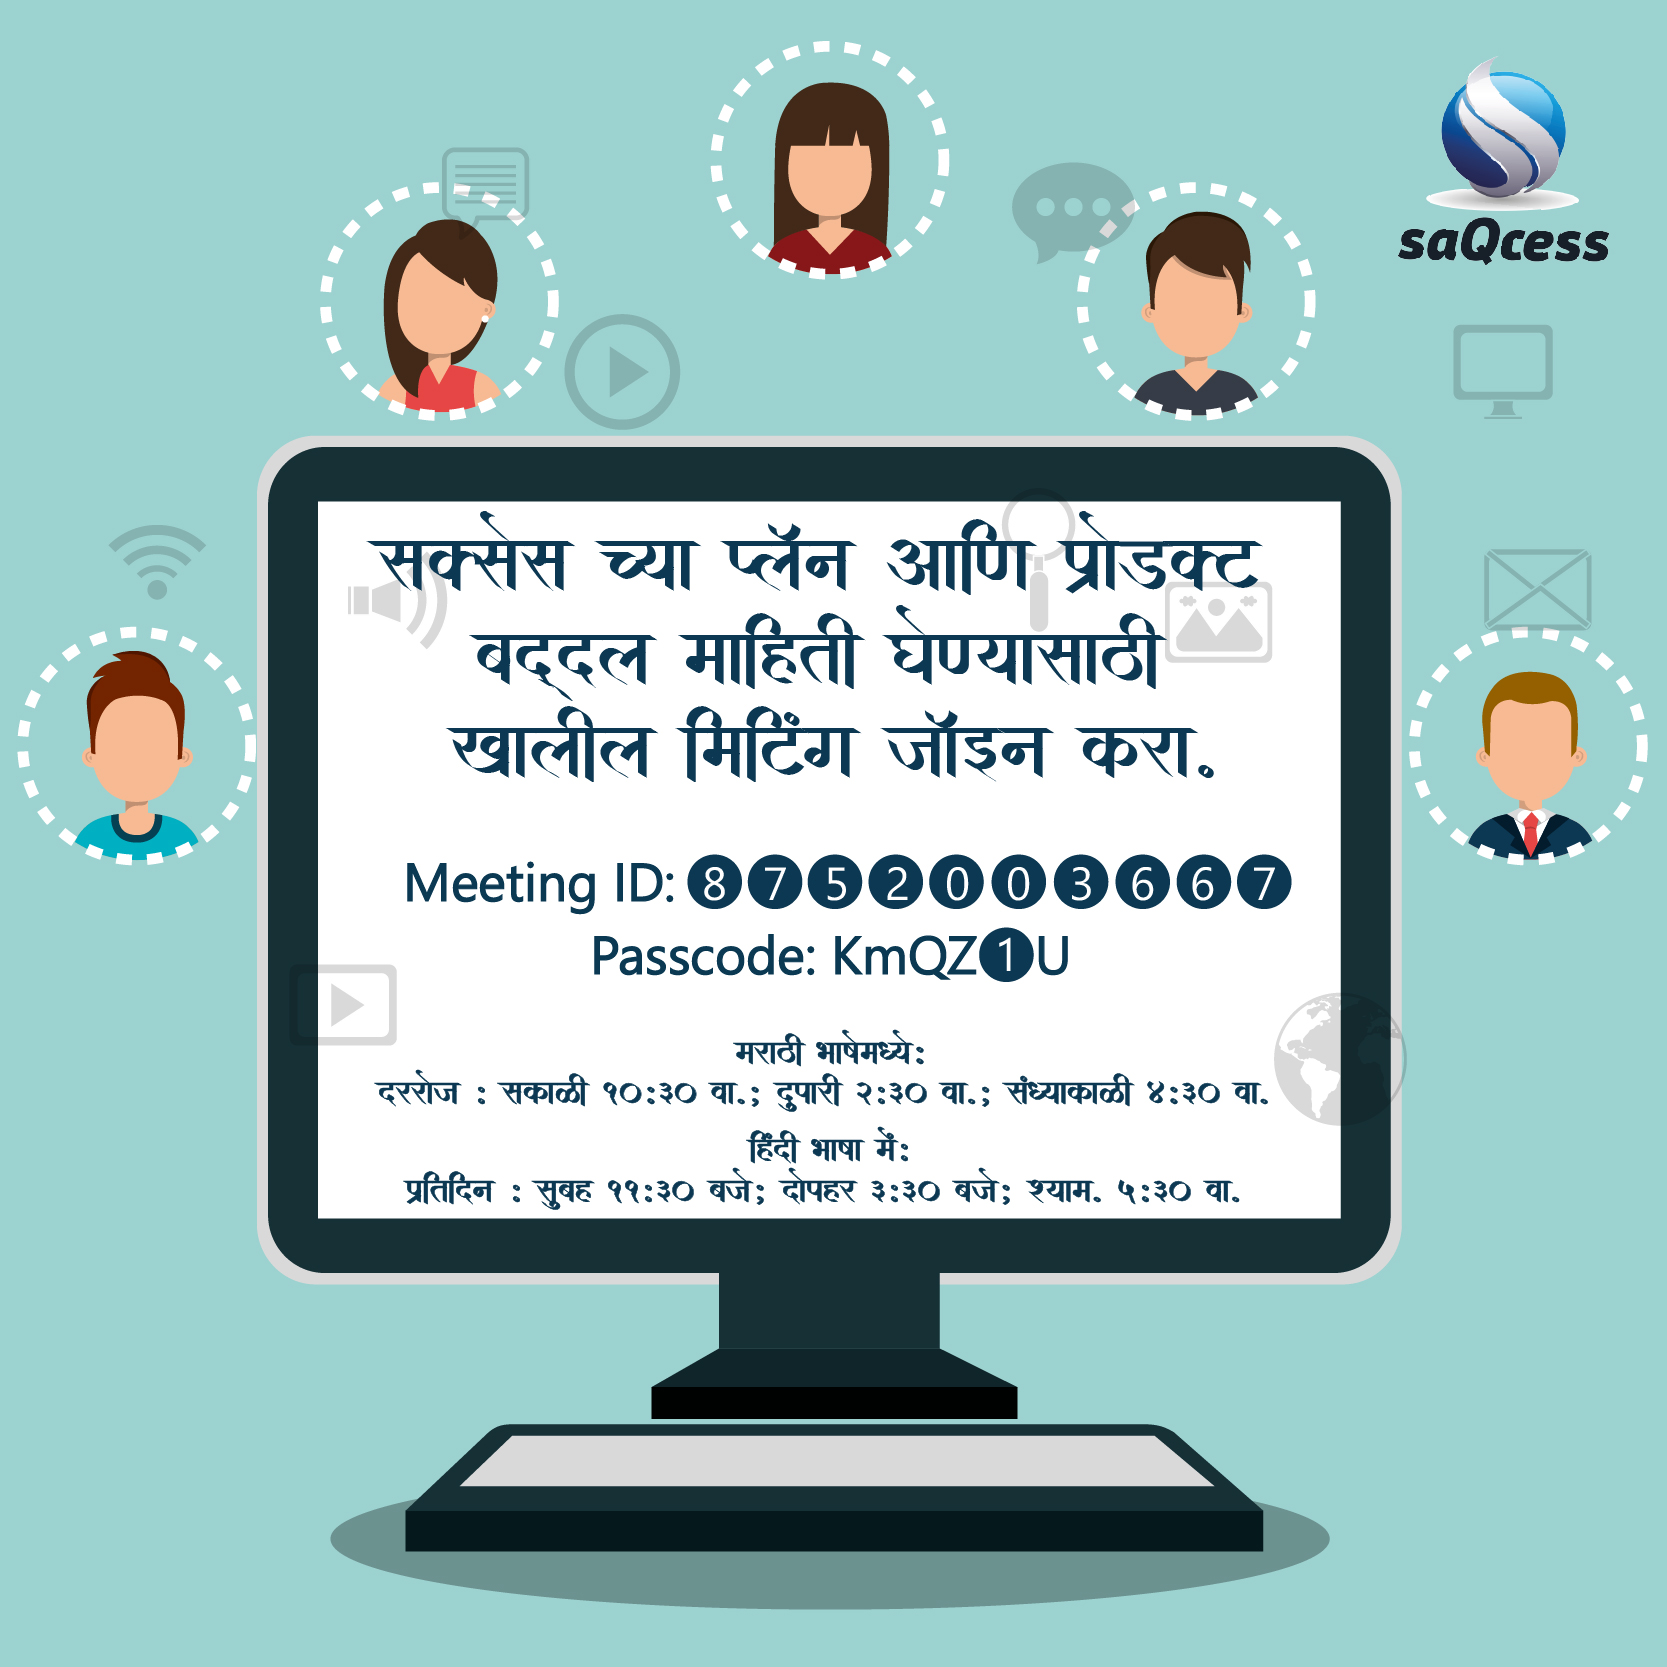 saQcess
सक्सेस च्या प्लॅन आणि प्रोडक्ट
बद्दल माहिती घेण्यासाठी
खालील मिटिंग जॉइन करा.
Meeting ID: 8752003667
Passcode: KmQZ1U
मराठी भाषेमध्ये:
दररोज : सकाळी १०:३० वा.; दुपारी २:३० वा.; संध्याकाळी ४:३० वा.
हिंदी भाषा में:
प्रतिदिन : सुबह ११:३० बजे; दोपहर ३:३० बजे; श्याम. ५:३० वा.